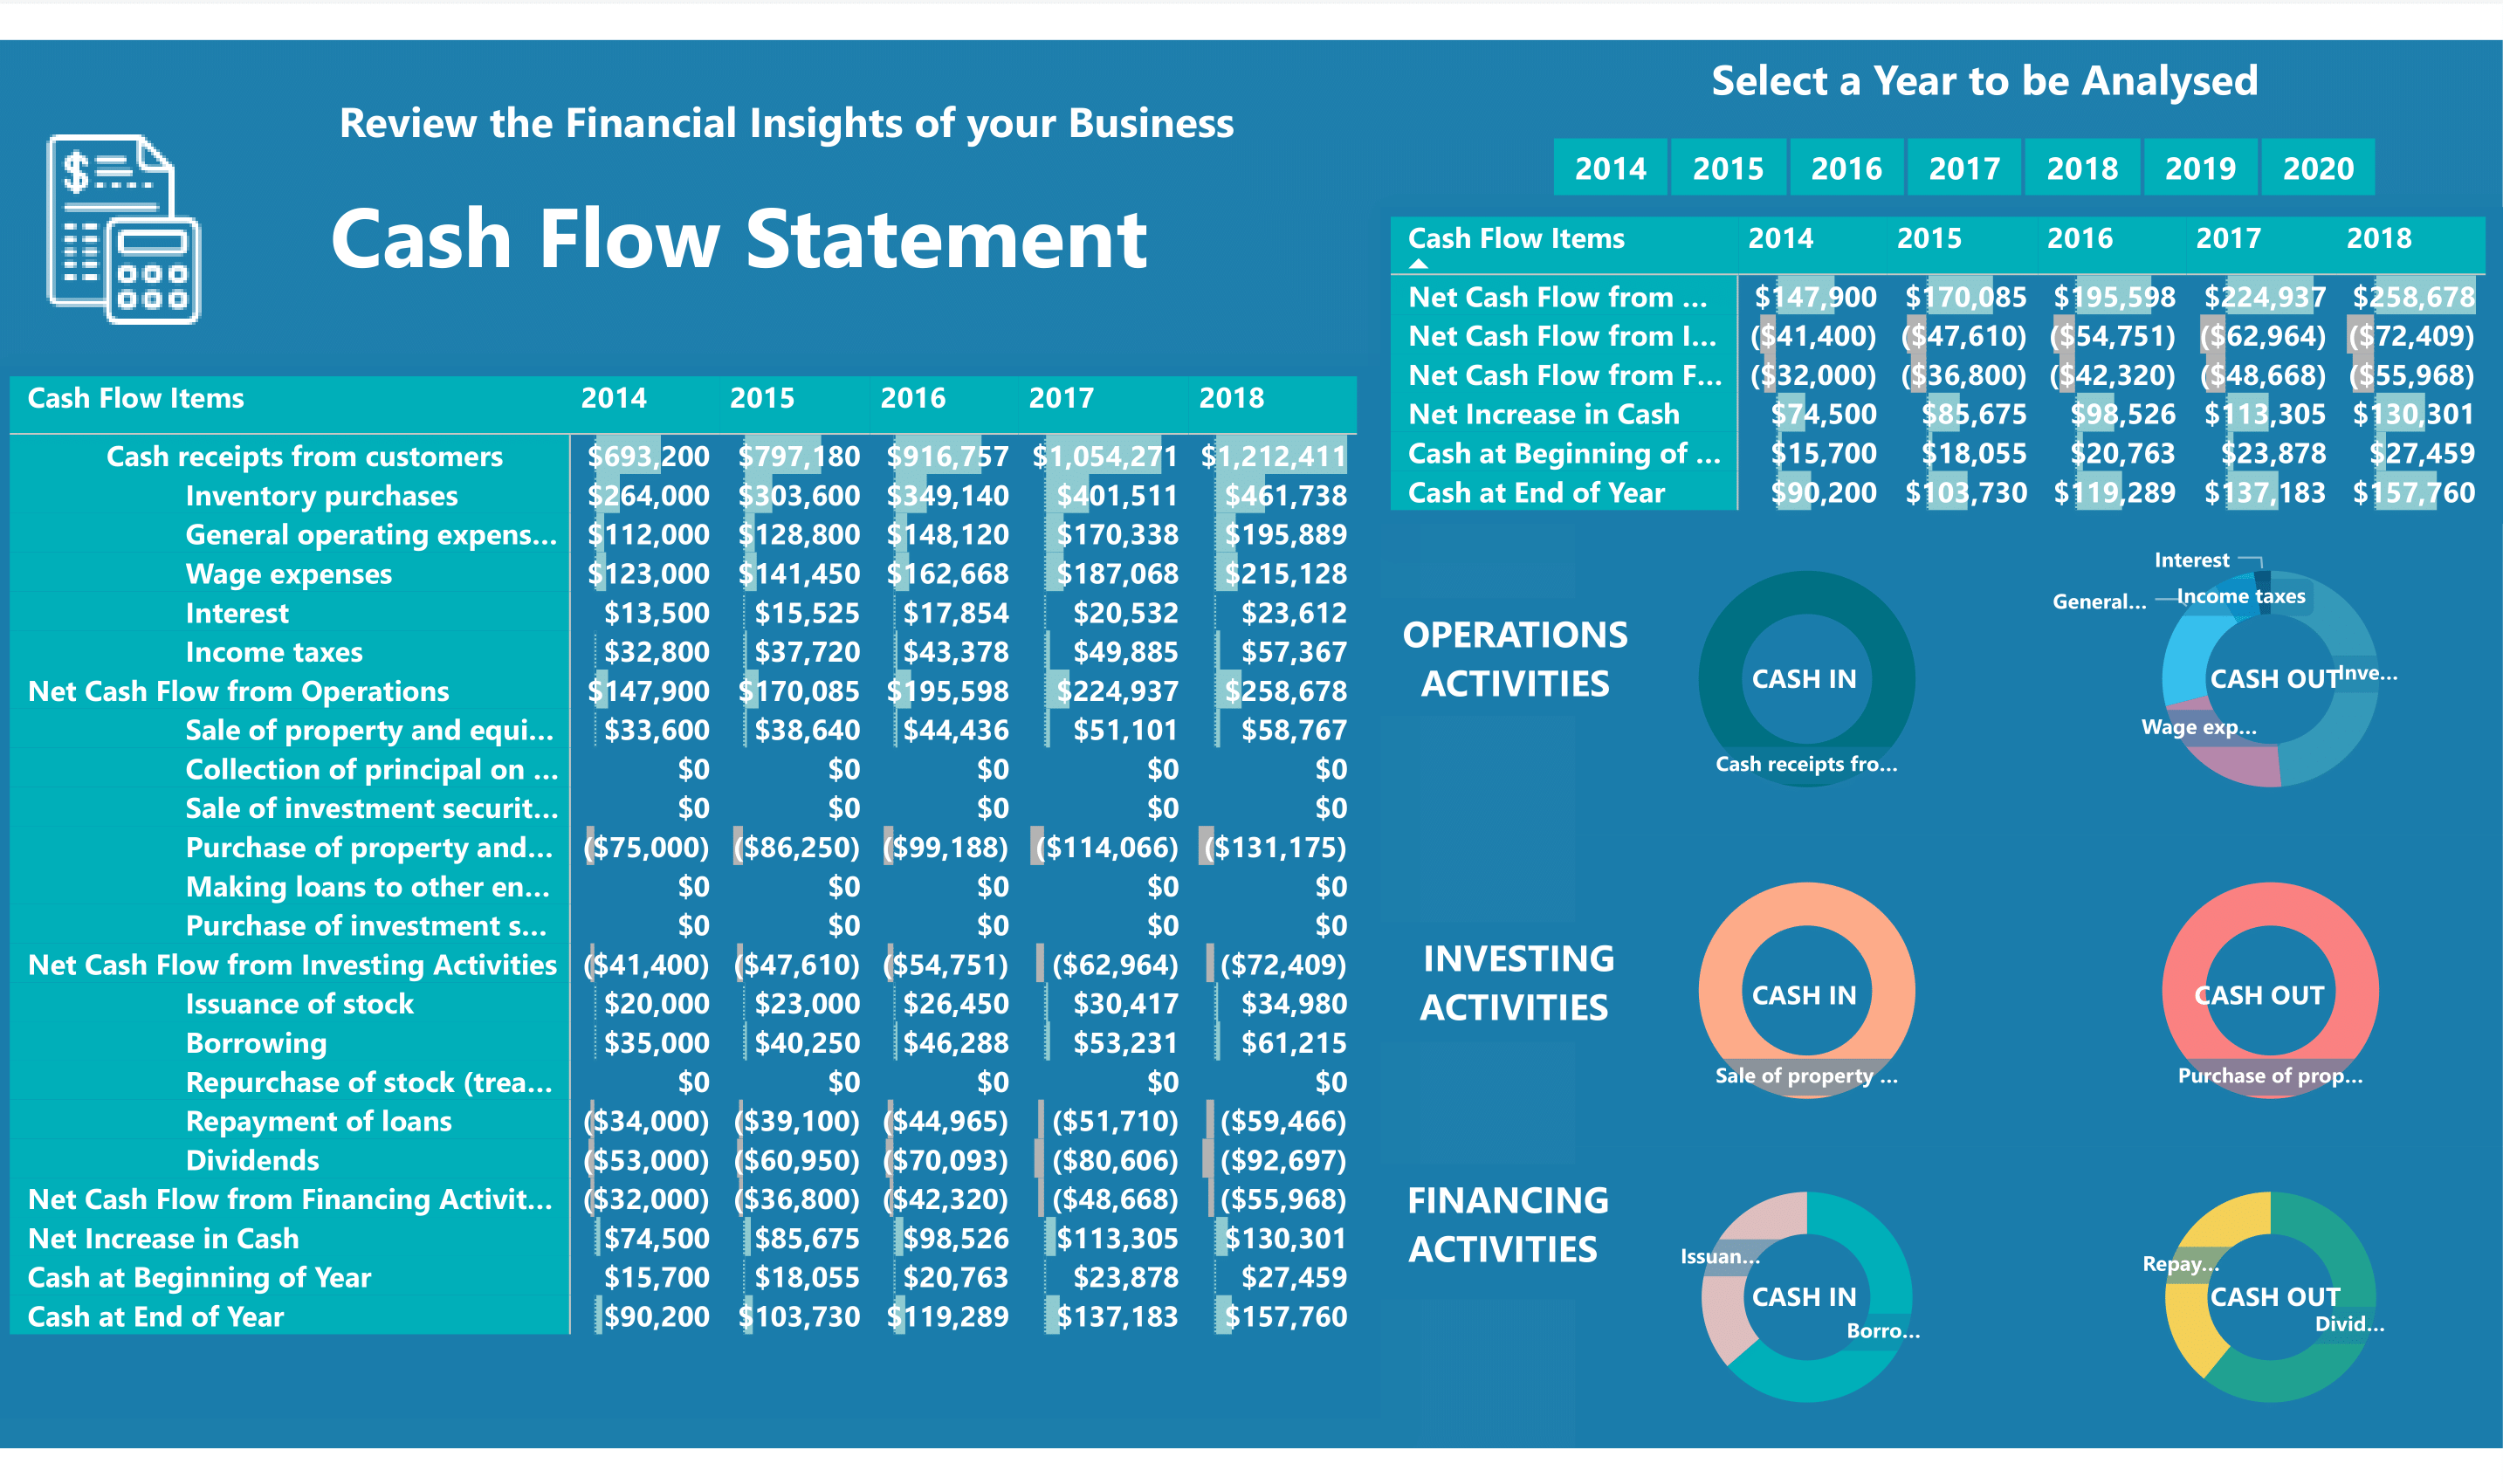 Review the Financial Insights of your Business
Cash Flow Statement
$
Cash Flow Items 2014 2015 2016 2017 2018
Cash receipts from customers $693,200 $797,180 $916,757 $1,054,271 $1,212,411
Inventory purchases $264,000 $303,600 $349,140 $401,511 $461,738
General operating expens... $112,000 $128,800 $148,120 $170,338 $195,889
Wage expenses $123,000 $141,450 $162,668 $187,068 $215,128
Interest $13,500 $15,525 $17,854 $20,532 $23,612
Income taxes $32,800 $37,720 $43,378 $49,885 $57,367
Net Cash Flow from Operations $147,900 $170,085 $195,598 $224,937 $258,678
Sale of property and equi... $33,600 $38,640 $44,436 $51,101 $58,767
Collection of principal on ... $0 $0 $0 $0 $0
Sale of investment securit... $0 $0 $0 $0 $0
Purchase of property and... ($75,000) ($86,250) ($99,188) ($114,066) ($131,175)
Making loans to other en... $0 $0 $0 $0 $0
Purchase of investment s... $0 $0 $0 $0 $0
Net Cash Flow from Investing Activities ($41,400) ($47,610) ($54,751) ($62,964) ($72,409)
Issuance of stock $20,000 $23,000 $26,450 $30,417 $34,980
Borrowing $35,000 $40,250 $46,288 $53,231 $61,215
Repurchase of stock (trea... $0 $0 $0 $0 $0
Repayment of loans ($34,000) ($39,100) ($44,965) ($51,710) ($59,466)
Dividends ($53,000) ($60,950) ($70,093) ($80,606) ($92,697)
Net Cash Flow from Financing Activit... ($32,000) ($36,800) ($42,320) ($48,668) ($55,968)
Net Increase in Cash $74,500 $85,675 $98,526 $113,305 $130,301
Cash at Beginning of Year $15,700 $18,055 $20,763 $23,878 $27,459
Cash at End of Year $90,200 $103,730 $119,289 $137,183 $157,760
Select a Year to be Analysed
2014 2015 2016 2017 2018 2019 2020
Cash Flow Items 2014 2015 2016 2017 2018
Net Cash Flow from ... $147,900 $170,085 $195,598 $224,937 $258,678
Net Cash Flow from I... ($41,400) ($47,610) ($54,751) ($62,964) ($72,409)
Net Cash Flow from F... ($32,000) ($36,800) ($42,320) ($48,668) ($55,968)
Net Increase in Cash $74,500 $85,675 $98,526 $113,305 $130,301
Cash at Beginning of ... $15,700 $18,055 $20,763 $23,878 $27,459
Cash at End of Year $90,200 $103,730 $119,289 $137,183 $157,760
OPERATIONS
ACTIVITIES
CASH IN
Cash receipts fro...
Interest
General... Income taxes
CASH OUT Inve...
Wage exp...
INVESTING
ACTIVITIES
CASH IN
Sale of property ...
CASH OUT
Purchase of prop...
FINANCING
ACTIVITIES
Issuan...
CASH IN
Borro...
Repay...
CASH OUT
Divid...